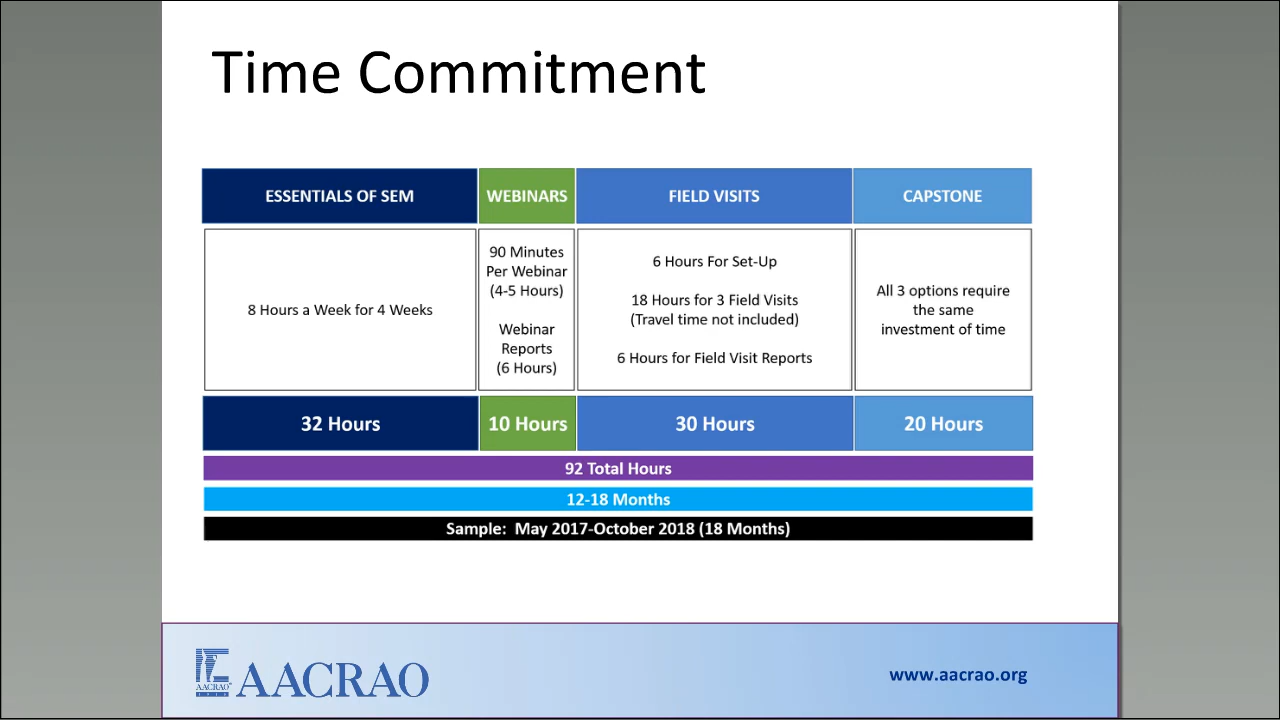 Time Commitment
ESSENTIALS OF SEM
WEBINARS
FIELD VISITS
CAPSTONE
8 Hours a Week for 4 Weeks
90 Minutes
Per Webinar
(4-5 Hours)
Webinar
Reports
(6 Hours)
6 Hours For Set-Up
18 Hours for 3 Field Visits
(Travel time not included)
6 Hours for Field Visit Reports
All 3 options require
the same
investment of time
32 Hours
10 Hours
30 Hours
20 Hours
92 Total Hours
12-18 Months
Sample:  May 2017-October 2018 (18 Months)
AACRAO
AACRAO
www.aacrao.org